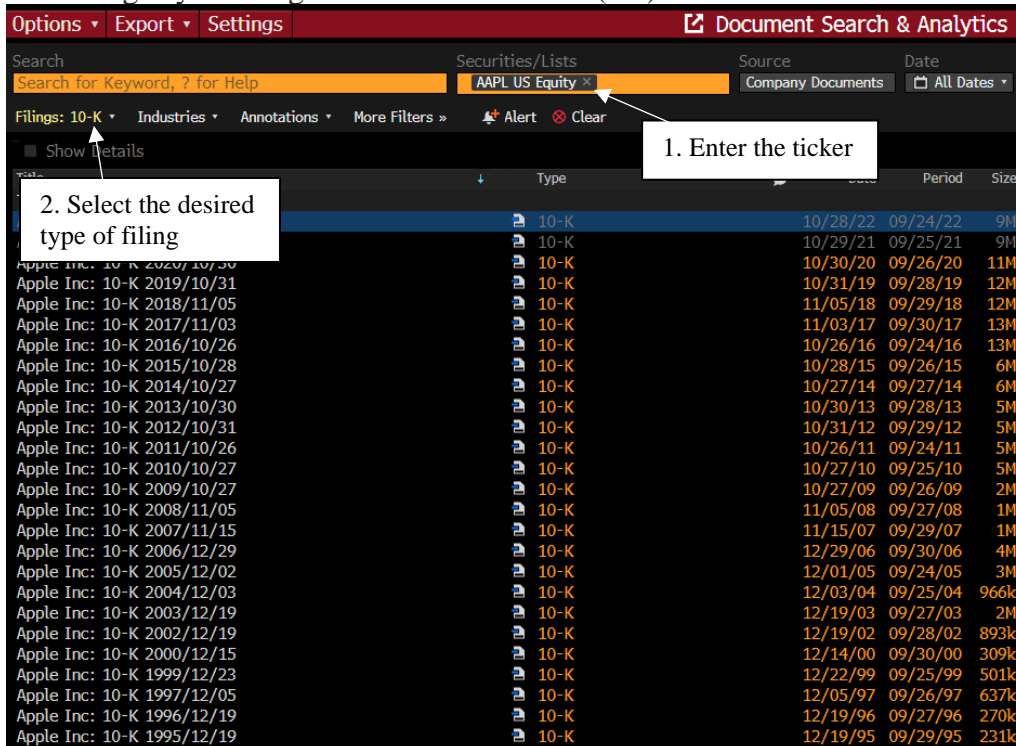 Options ▾ Export ▾ Settings Document Search & Analytics
Search Securities/Lists Source Date
Search for Keyword, ? for Help AAPL US Equity × Company Documents All Dates ▾
Filings: 10-K ▾ Industries ▾ Annotations ▾ More Filters » Alert Clear
1. Enter the ticker
Show Details
Title ↓ Type Date Period Size
2. Select the desired
type of filing
10-K 10/28/22 09/24/22 9M
10-K 10/29/21 09/25/21 9M
Apple Inc: 10-K 2020/10/30 10-K 10/30/20 09/26/20 11M
Apple Inc: 10-K 2019/10/31 10-K 10/31/19 09/28/19 12M
Apple Inc: 10-K 2018/11/05 10-K 11/05/18 09/29/18 12M
Apple Inc: 10-K 2017/11/03 10-K 11/03/17 09/30/17 13M
Apple Inc: 10-K 2016/10/26 10-K 10/26/16 09/24/16 13M
Apple Inc: 10-K 2015/10/28 10-K 10/28/15 09/26/15 6M
Apple Inc: 10-K 2014/10/27 10-K 10/27/14 09/27/14 6M
Apple Inc: 10-K 2013/10/30 10-K 10/30/13 09/28/13 5M
Apple Inc: 10-K 2012/10/31 10-K 10/31/12 09/29/12 5M
Apple Inc: 10-K 2011/10/26 10-K 10/26/11 09/24/11 5M
Apple Inc: 10-K 2010/10/27 10-K 10/27/10 09/25/10 5M
Apple Inc: 10-K 2009/10/27 10-K 10/27/09 09/26/09 2M
Apple Inc: 10-K 2008/11/05 10-K 11/05/08 09/27/08 1M
Apple Inc: 10-K 2007/11/15 10-K 11/15/07 09/29/07 1M
Apple Inc: 10-K 2006/12/29 10-K 12/29/06 09/30/06 4M
Apple Inc: 10-K 2005/12/02 10-K 12/01/05 09/24/05 3M
Apple Inc: 10-K 2004/12/03 10-K 12/03/04 09/25/04 966k
Apple Inc: 10-K 2003/12/19 10-K 12/19/03 09/27/03 2M
Apple Inc: 10-K 2002/12/19 10-K 12/19/02 09/28/02 893k
Apple Inc: 10-K 2000/12/15 10-K 12/14/00 09/30/00 309k
Apple Inc: 10-K 1999/12/23 10-K 12/22/99 09/25/99 501k
Apple Inc: 10-K 1997/12/05 10-K 12/05/97 09/26/97 637k
Apple Inc: 10-K 1996/12/19 10-K 12/19/96 09/27/96 270k
Apple Inc: 10-K 1995/12/19 10-K 12/19/95 09/29/95 231k